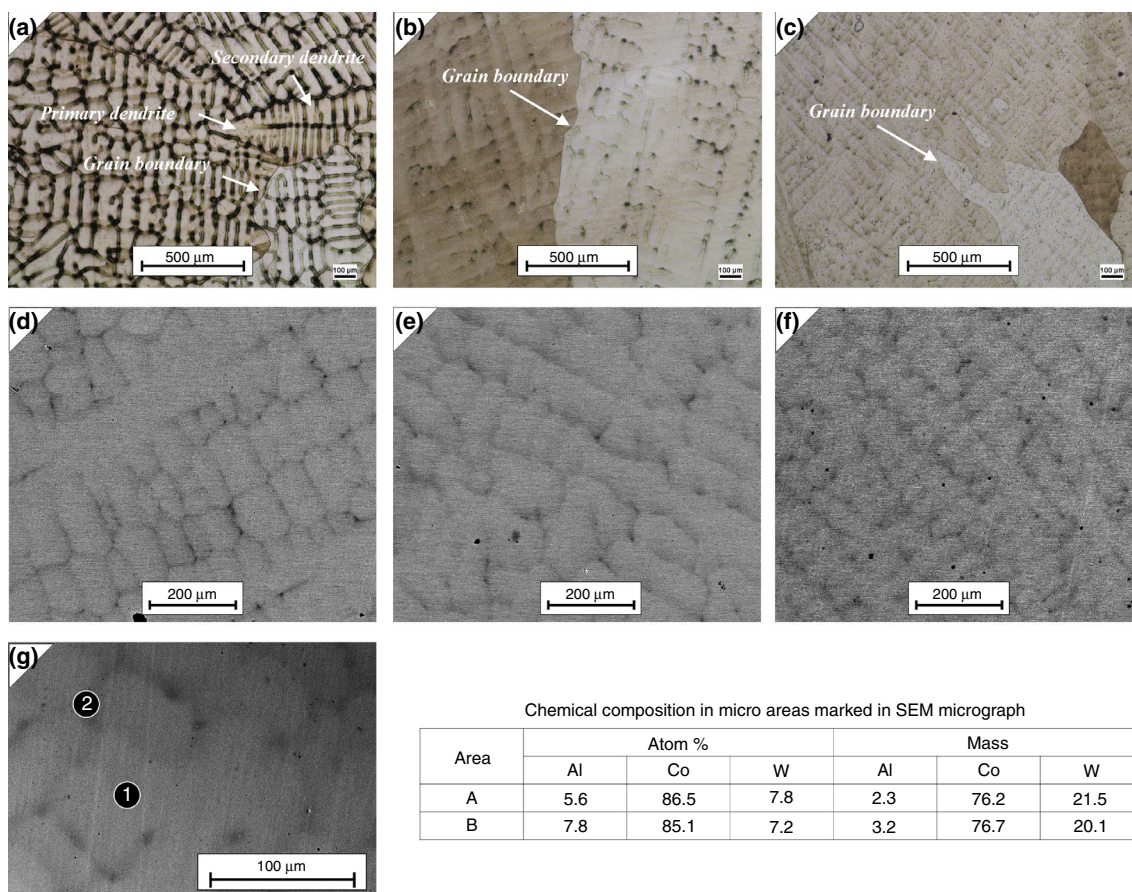 (a)
Secondary dendrite
Primary dendrite
Grain boundary
500 μm
100 μm
(b)
Grain boundary
500 μm
100 μm
(c)
Grain boundary
500 μm
100 μm
(d)
200 μm
(e)
200 μm
(f)
200 μm
(g)
2
1
100 μm
Chemical composition in micro areas marked in SEM micrograph
Area Atom % Mass
Al Co W Al Co W
A 5.6 86.5 7.8 2.3 76.2 21.5
B 7.8 85.1 7.2 3.2 76.7 20.1